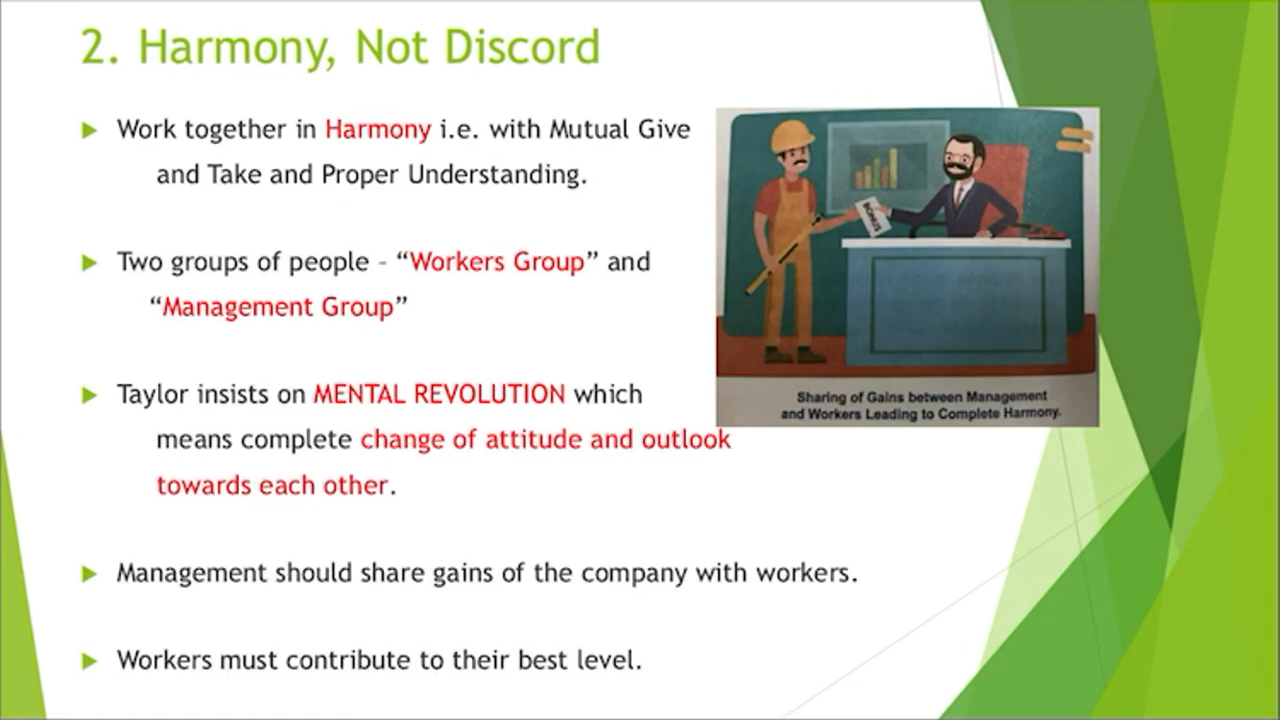 2. Harmony, Not Discord
Work together in Harmony i.e. with Mutual Give
and Take and Proper Understanding.
Two groups of people - “Workers Group” and
“Management Group”
Taylor insists on MENTAL REVOLUTION which
means complete change of attitude and outlook
towards each other.
Management should share gains of the company with workers.
Workers must contribute to their best level.
BONUS
Sharing of Gains between Management
and Workers Leading to Complete Harmony.